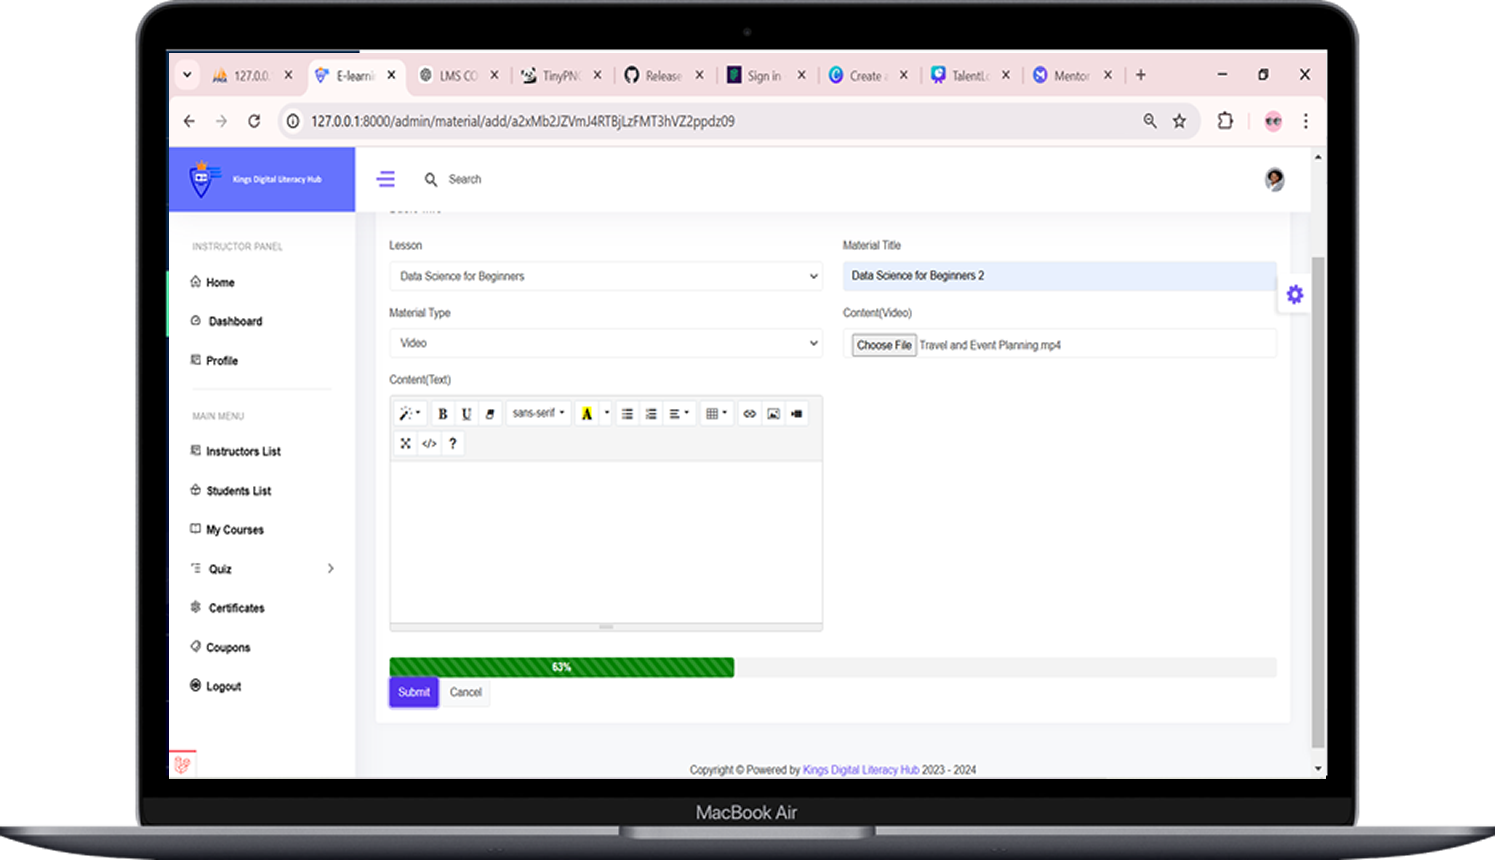 127.0.0.
E-learni
LMS CO
TinyPNG
Release
Sign in
Create a
TalentLo
Mentor
127.0.0.1:8000/admin/material/add/a2xMb2JZVmJ4RTBjLzFMT3hVZ2ppdz09
Kings Digital Literacy Hub
Search
INSTRUCTOR PANEL
Home
Dashboard
Profile
MAIN MENU
Instructors List
Students List
My Courses
Quiz
Certificates
Coupons
Logout
Lesson
Material Title
Data Science for Beginners
Data Science for Beginners 2
Material Type
Content(Video)
Video
Choose File Travel and Event Planning.mp4
Content(Text)
B U sans-serif A
</> ?
63%
Submit Cancel
Copyright © Powered by Kings Digital Literacy Hub 2023 - 2024
MacBook Air